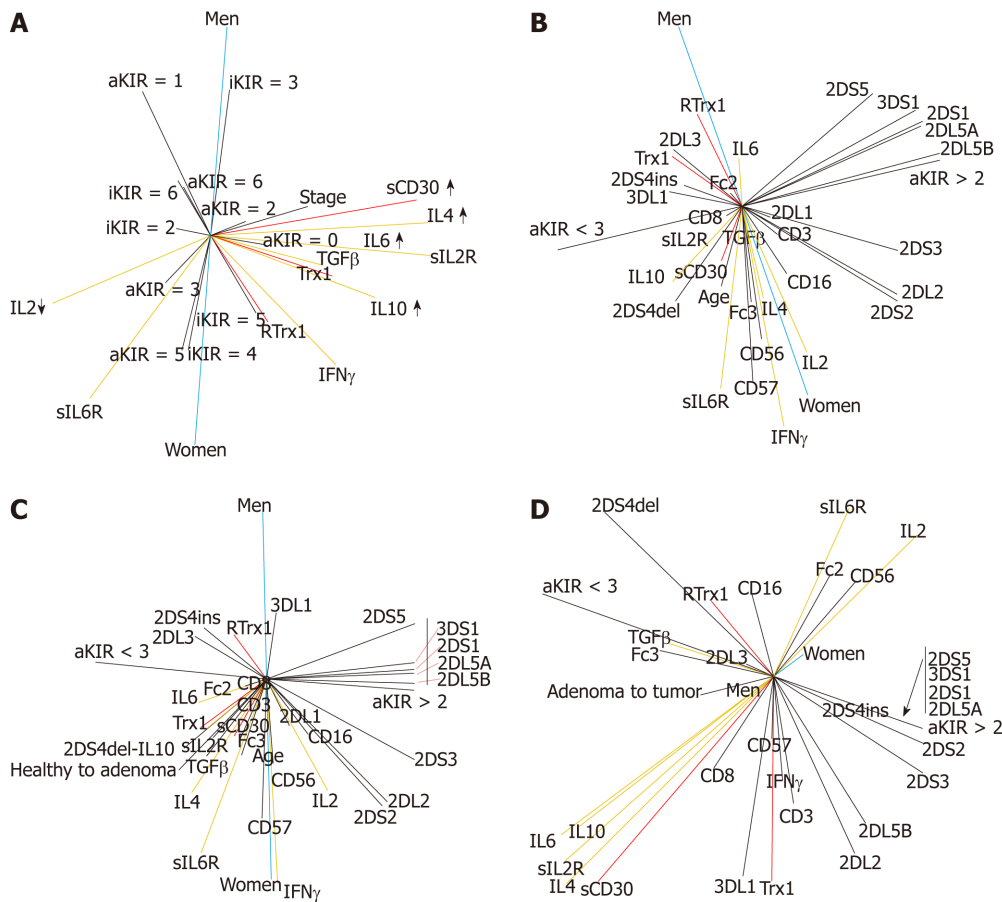 A
Men
aKIR = 1
iKIR = 3
iKIR = 6
aKIR = 6
aKIR = 2
iKIR = 2
Stage
sCD30 ↑
IL4 ↑
aKIR = 0
IL6 ↑
sIL2R
TGFβ
Trx1
IL10 ↑
IL2↓
aKIR = 3
iKIR = 5
RTrx1
aKIR = 5
iKIR = 4
IFNγ
sIL6R
Women
B
Men
RTrx1
2DS5
3DS1
2DS1
2DL5A
2DL5B
aKIR > 2
2DL3
Trx1
IL6
2DS4ins
Fc2
3DL1
aKIR < 3
CD8
2DL1
CD3
sIL2R
TGFβ
2DS3
IL10
sCD30
CD16
2DS4del
Age
Fc3
IL4
2DL2
2DS2
CD56
IL2
CD57
sIL6R
Women
IFNγ
C
Men
2DS4ins
3DL1
RTrx1
2DL3
aKIR < 3
2DS5
3DS1
2DS1
2DL5A
2DL5B
aKIR > 2
CD8
IL6
Fc2
CD3
Trx1
sCD30
2DL1
CD16
2DS4del-IL10
sIL2R
Fc3
Healthy to adenoma
TGFβ
Age
2DS3
CD56
IL4
IL2
2DL2
2DS2
CD57
sIL6R
Women
IFNγ
D
2DS4del
sIL6R
IL2
aKIR < 3
RTrx1
CD16
Fc2
CD56
TGFβ
Fc3
2DL3
Women
Adenoma to tumor
Men
2DS5
3DS1
2DS1
2DL5A
2DS4ins
aKIR > 2
2DS2
CD57
CD8
IFNγ
2DS3
CD3
IL6
IL10
2DL5B
sIL2R
2DL2
IL4
sCD30
3DL1
Trx1